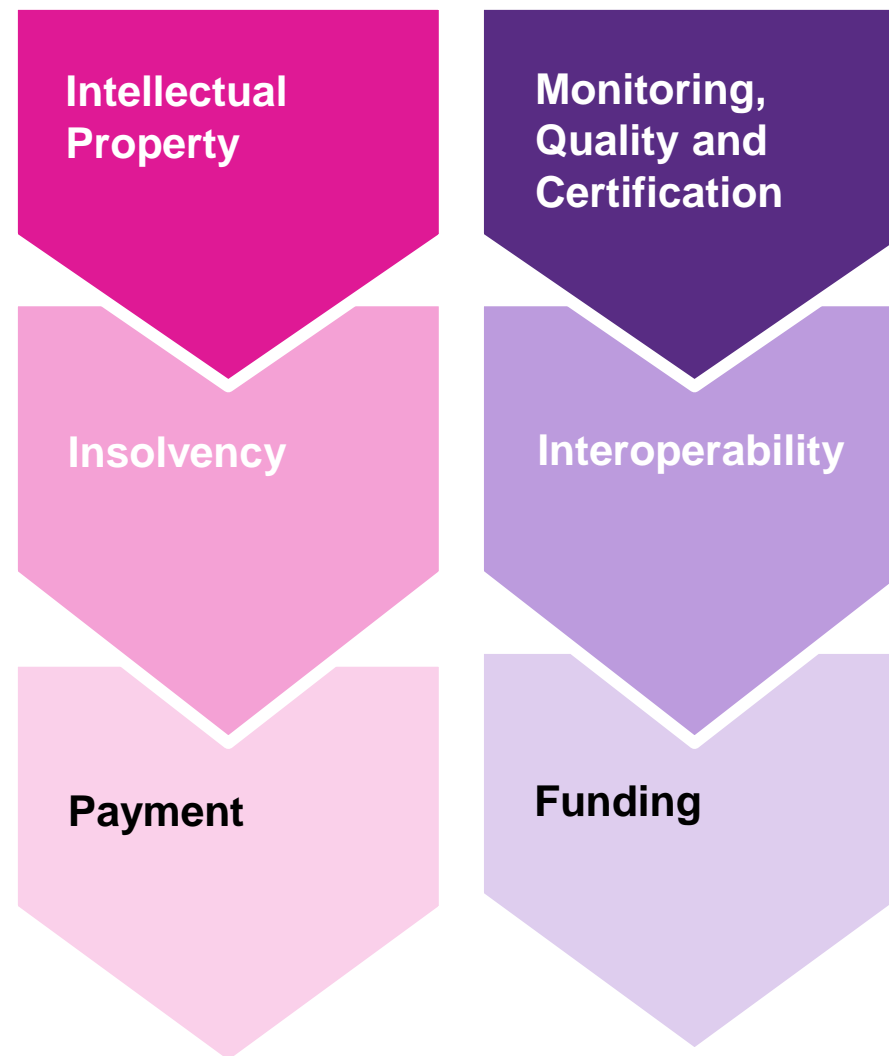 Intellectual
Property
Monitoring,
Quality and
Certification
Insolvency
Interoperability
Payment
Funding